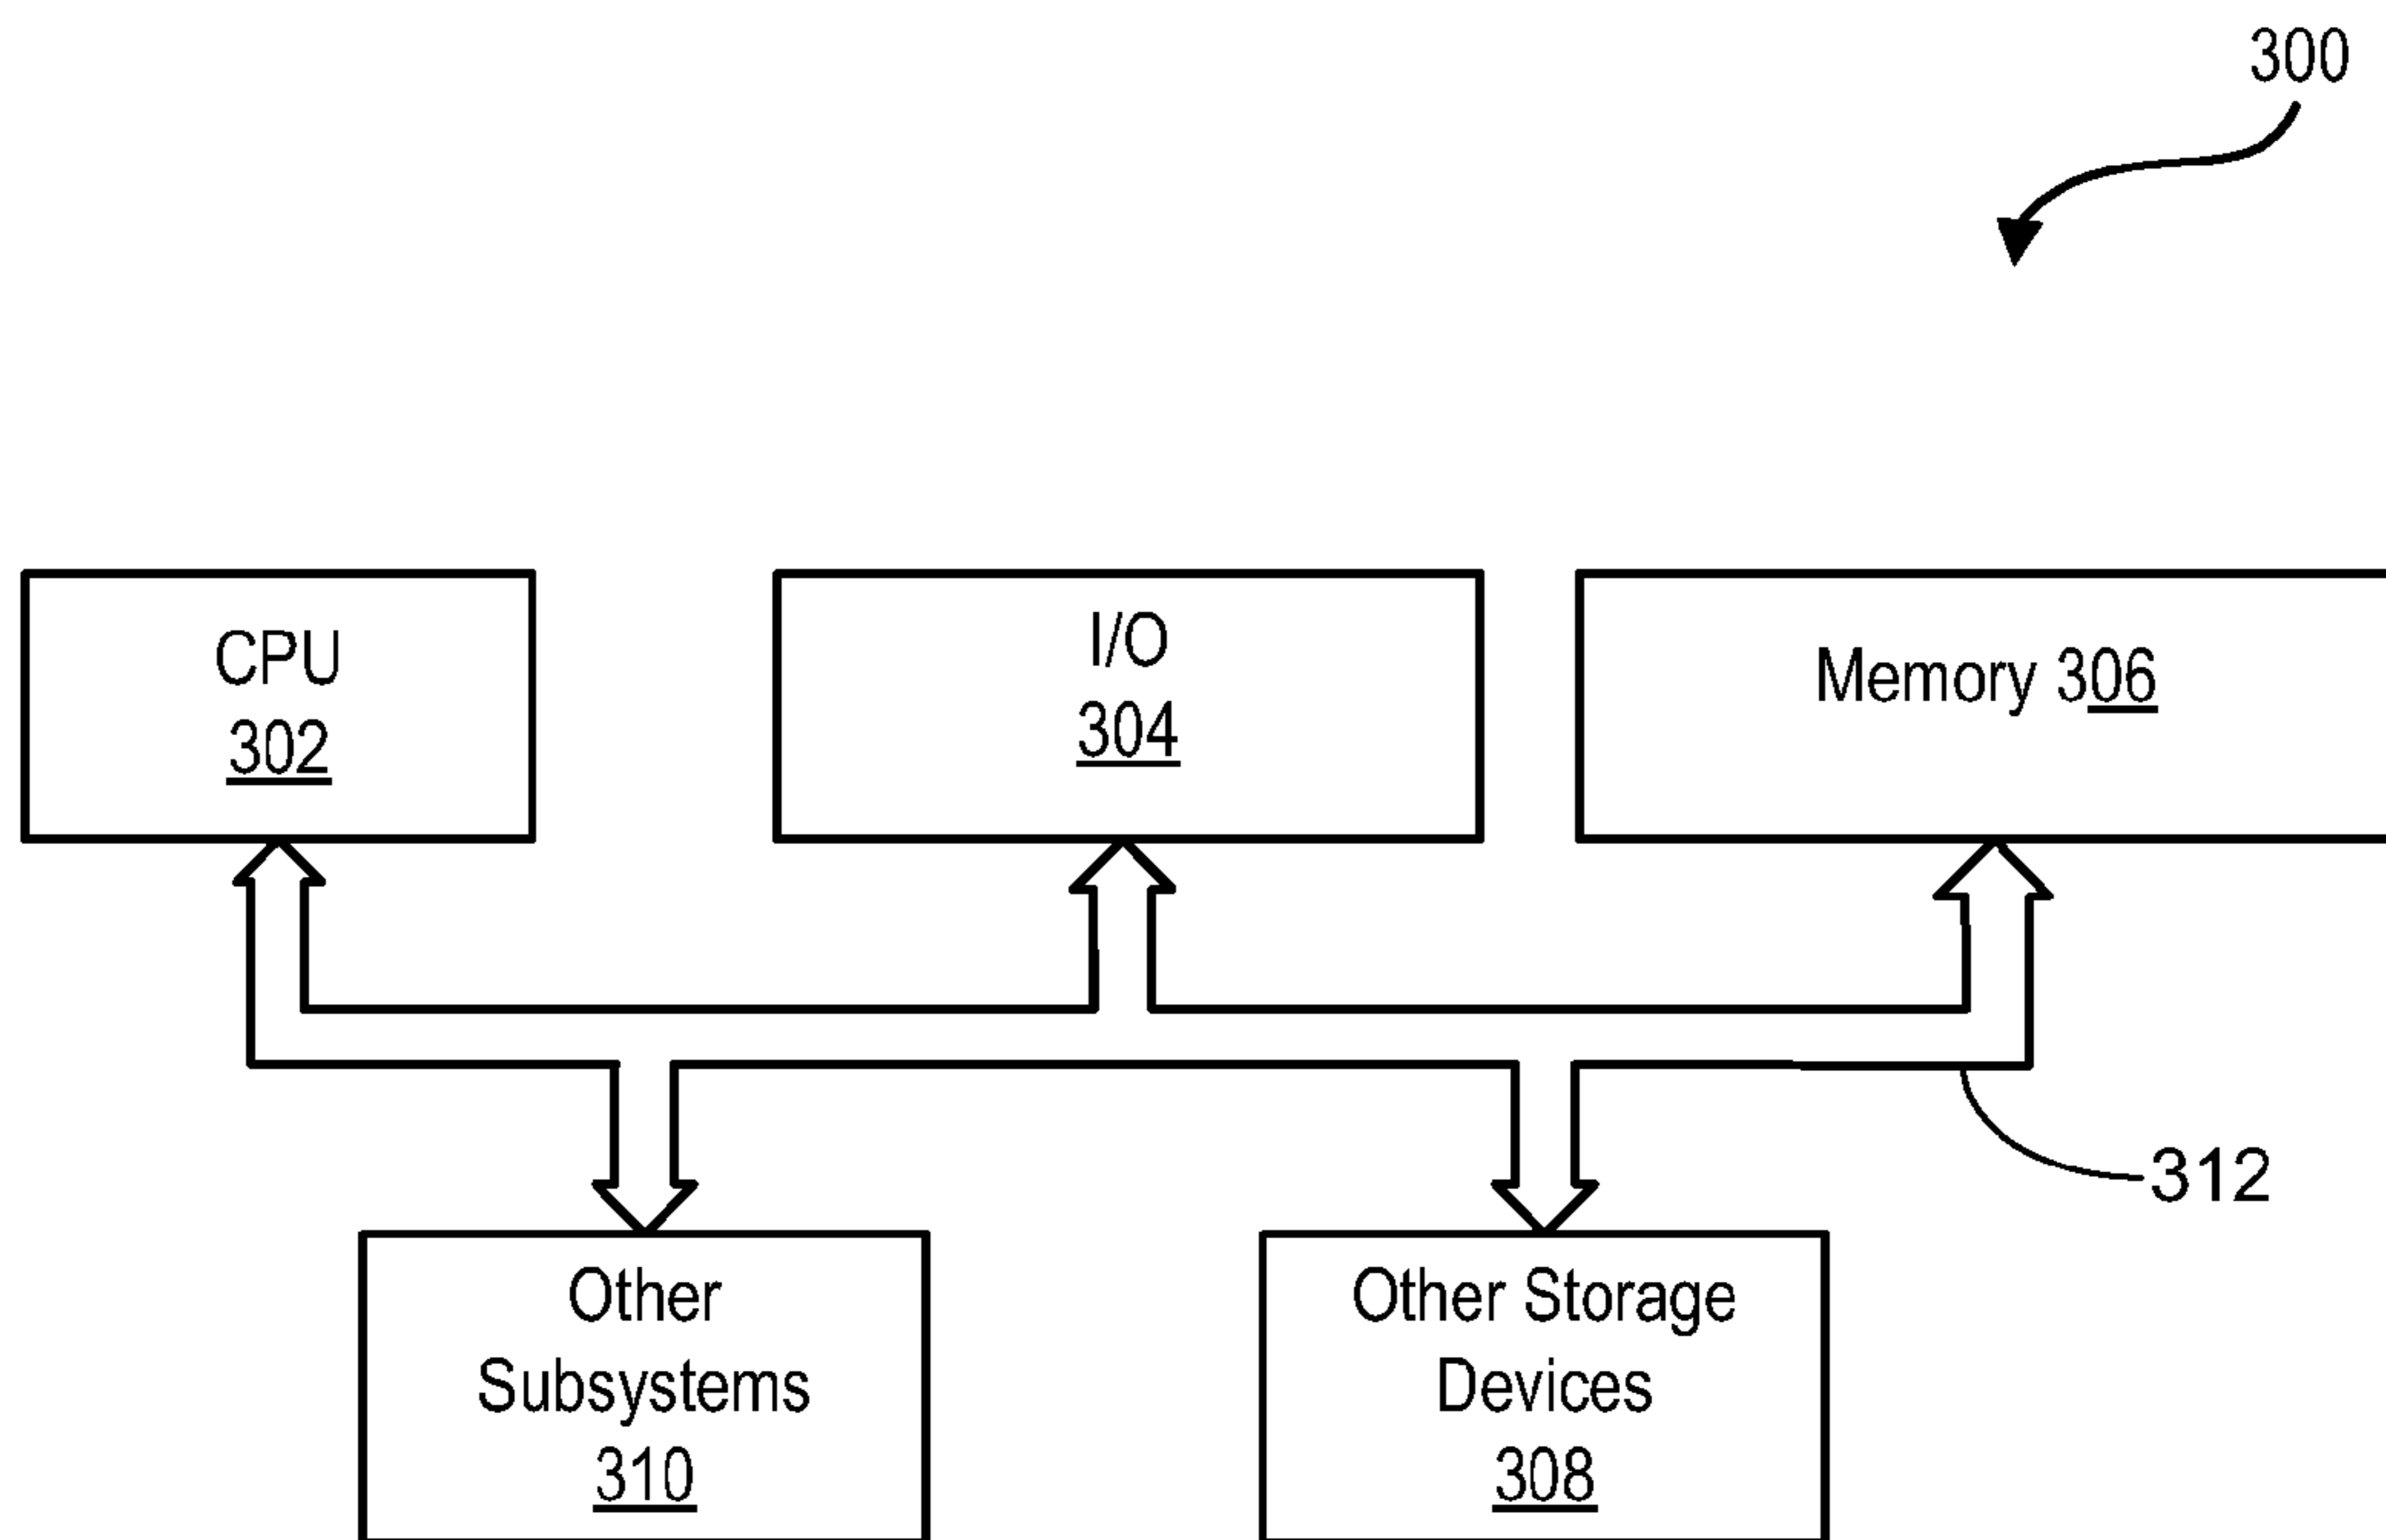 300
CPU
302
I/O
304
Memory 306
312
Other
Subsystems
310
Other Storage
Devices
308